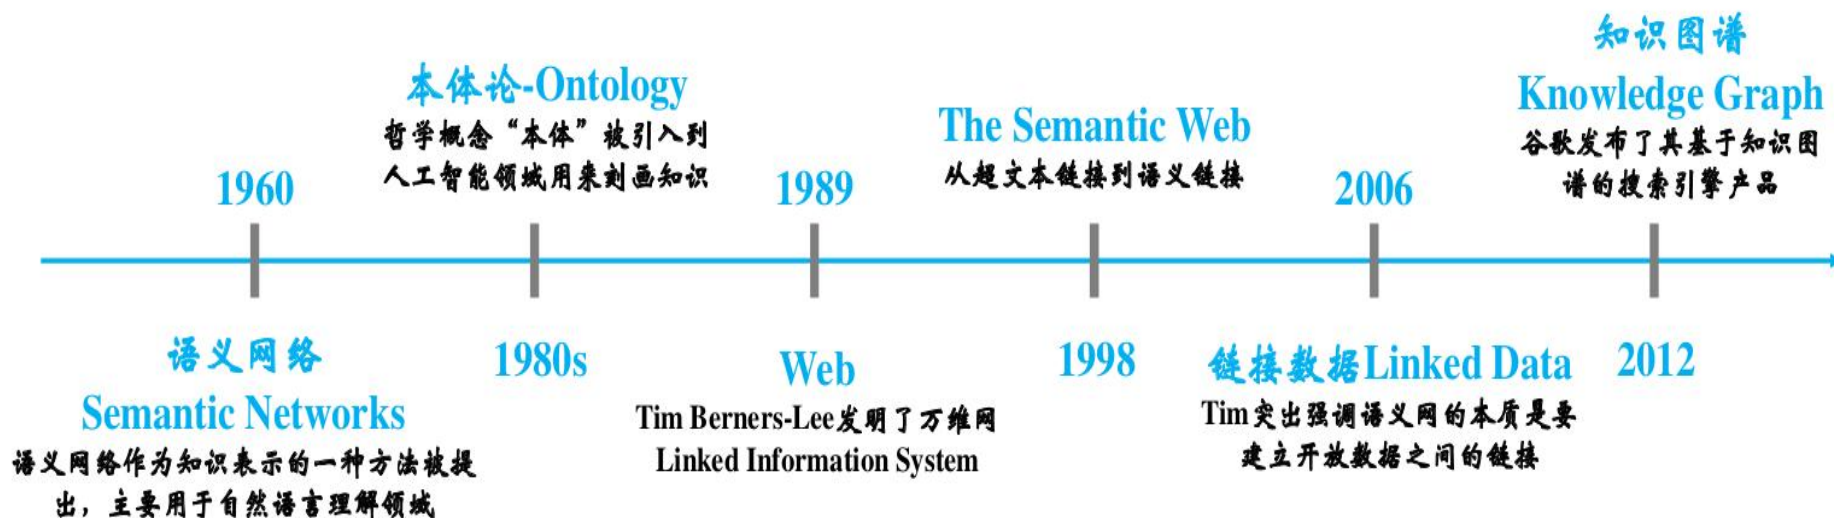 1960
语义网络
Semantic Networks
语义网络作为知识表示的一种方法被提
出，主要用于自然语言理解领域
本体论-Ontology
哲学概念“本体”被引入到
人工智能领域用来刻画知识
1980s
1989
Web
Tim Berners-Lee发明了万维网
Linked Information System
The Semantic Web
从超文本链接到语义链接
1998
2006
链接数据Linked Data
Tim突出强调语义网的本质是要
建立开放数据之间的链接
知识图谱
Knowledge Graph
谷歌发布了其基于知识图
谱的搜索引擎产品
2012